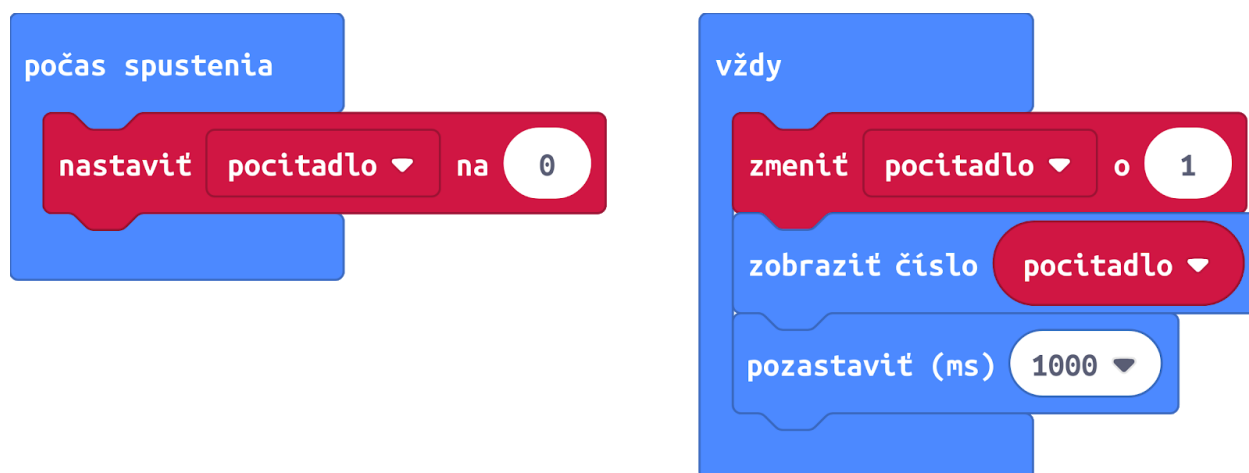 počas spustenia
nastaviť pocitadlo na 0
vždy
zmeniť pocitadlo o 1
zobraziť číslo pocitadlo
pozastaviť (ms) 1000